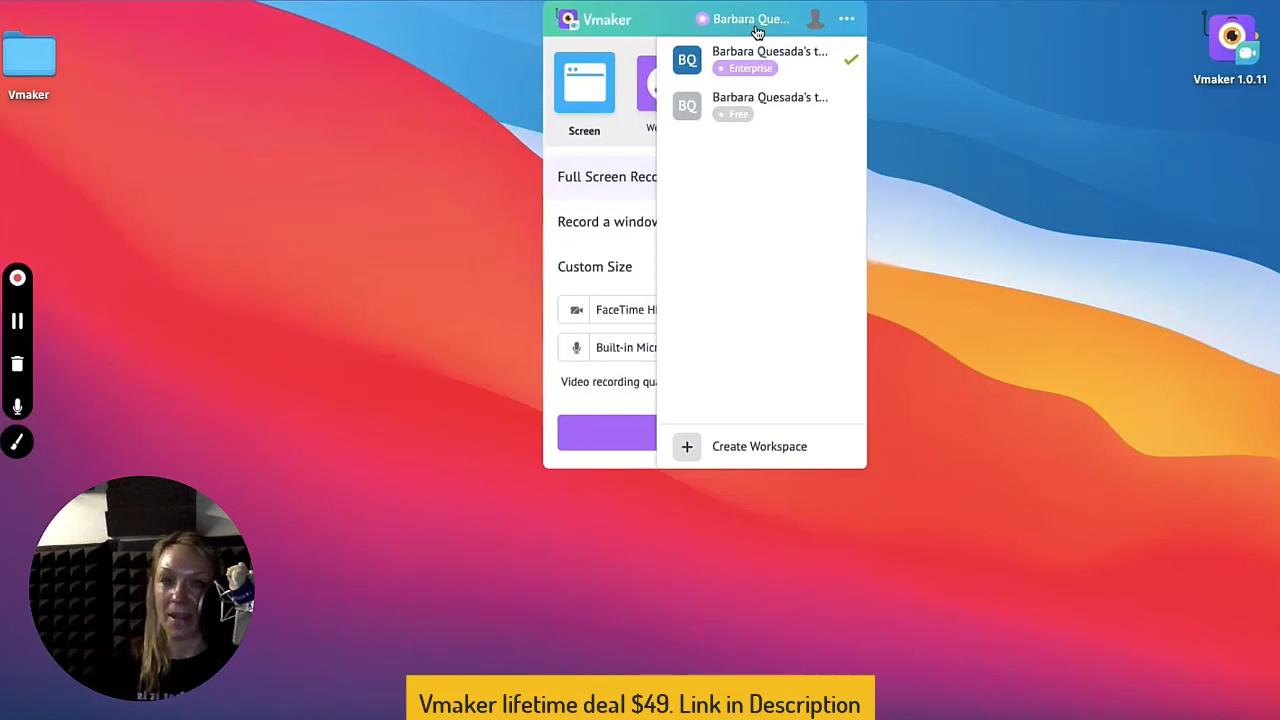 Vmaker
Barbara Que...
Vmaker
Vmaker 1.0.11
BQ
Barbara Quesada's t...
Enterprise
BQ
Barbara Quesada's t...
Free
Screen
Full Screen Reco
Record a window
Custom Size
FaceTime H
Built-in Micr
Video recording qua
Create Workspace
Vmaker lifetime deal $49. Link in Description